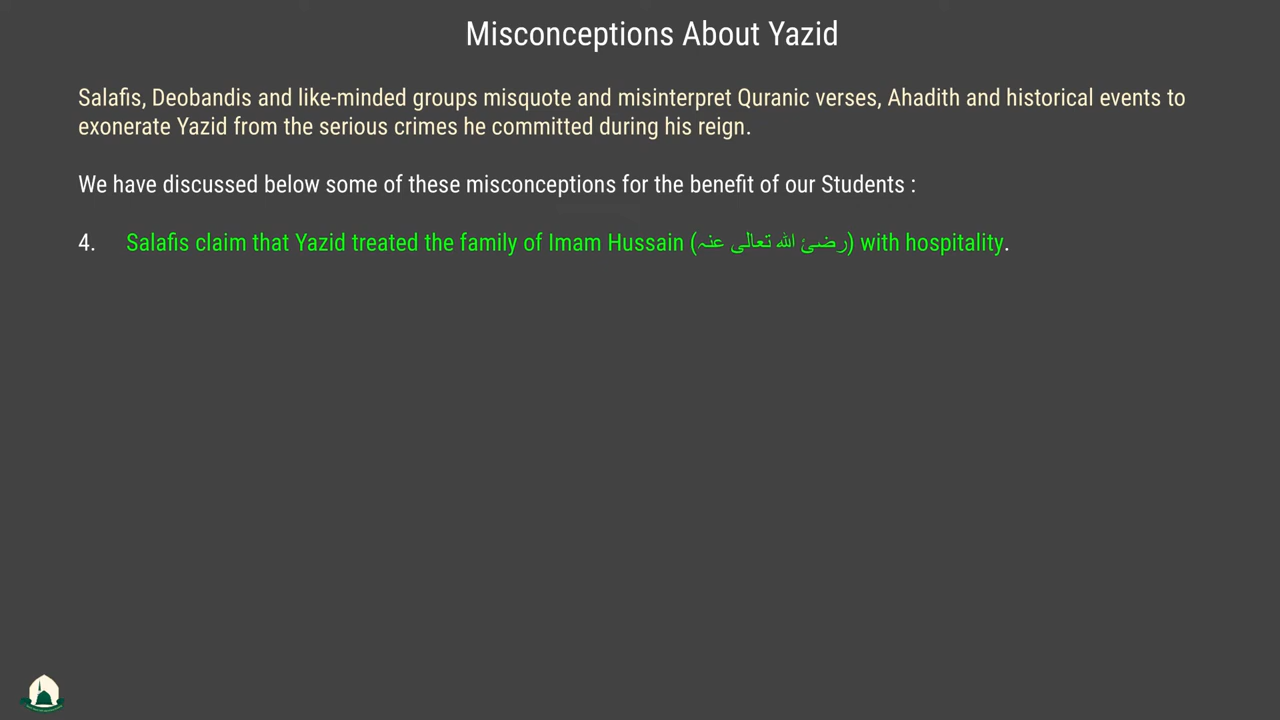 Misconceptions About Yazid
Salafis, Deobandis and like-minded groups misquote and misinterpret Quranic verses, Ahadith and historical events to
exonerate Yazid from the serious crimes he committed during his reign.
We have discussed below some of these misconceptions for the benefit of our Students :
4. Salafis claim that Yazid treated the family of Imam Hussain (رضئ الله تعالى عنہ) with hospitality.